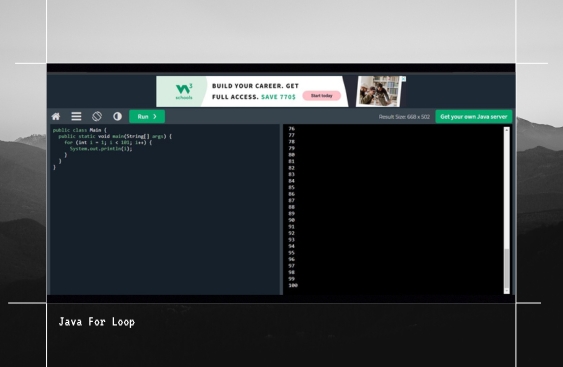 W3
schools
BUILD YOUR CAREER. GET
FULL ACCESS. SAVE 770$
Start today
Run ❯
Result Size: 668 x 502
Get your own Java server
public class Main {
  public static void main(String[] args) {
    for (int i = 1; i < 101; i++) {
      System.out.println(i);
    }
  }
}
76
77
78
79
80
81
82
83
84
85
86
87
88
89
90
91
92
93
94
95
96
97
98
99
100
Java For Loop